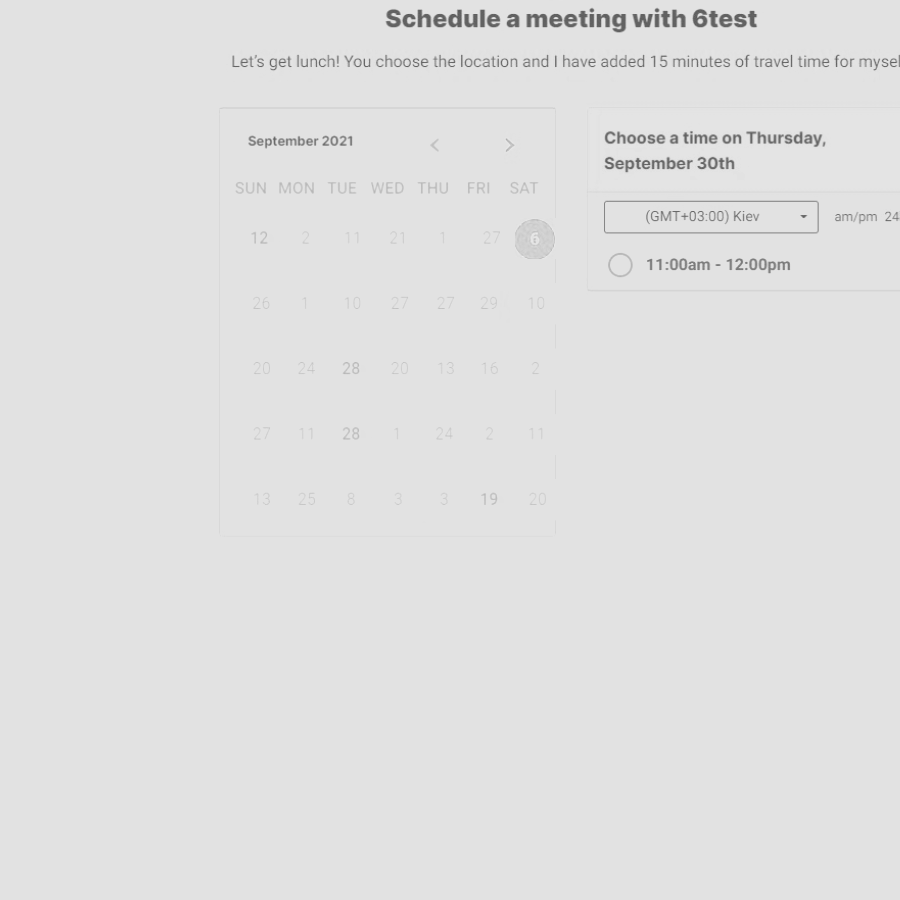 Schedule a meeting with 6test
Let's get lunch! You choose the location and I have added 15 minutes of travel time for
September 2021
SUN MON TUE WED THU FRI SAT
12 2 11 21 1 27 6
26 1 10 27 27 29 10
20 24 28 20 13 16 2
27 11 28 1 24 2 11
13 25 8 3 3 19 20
Choose a time on Thursday,
September 30th
(GMT+03:00) Kiev am/pm 24
11:00am - 12:00pm